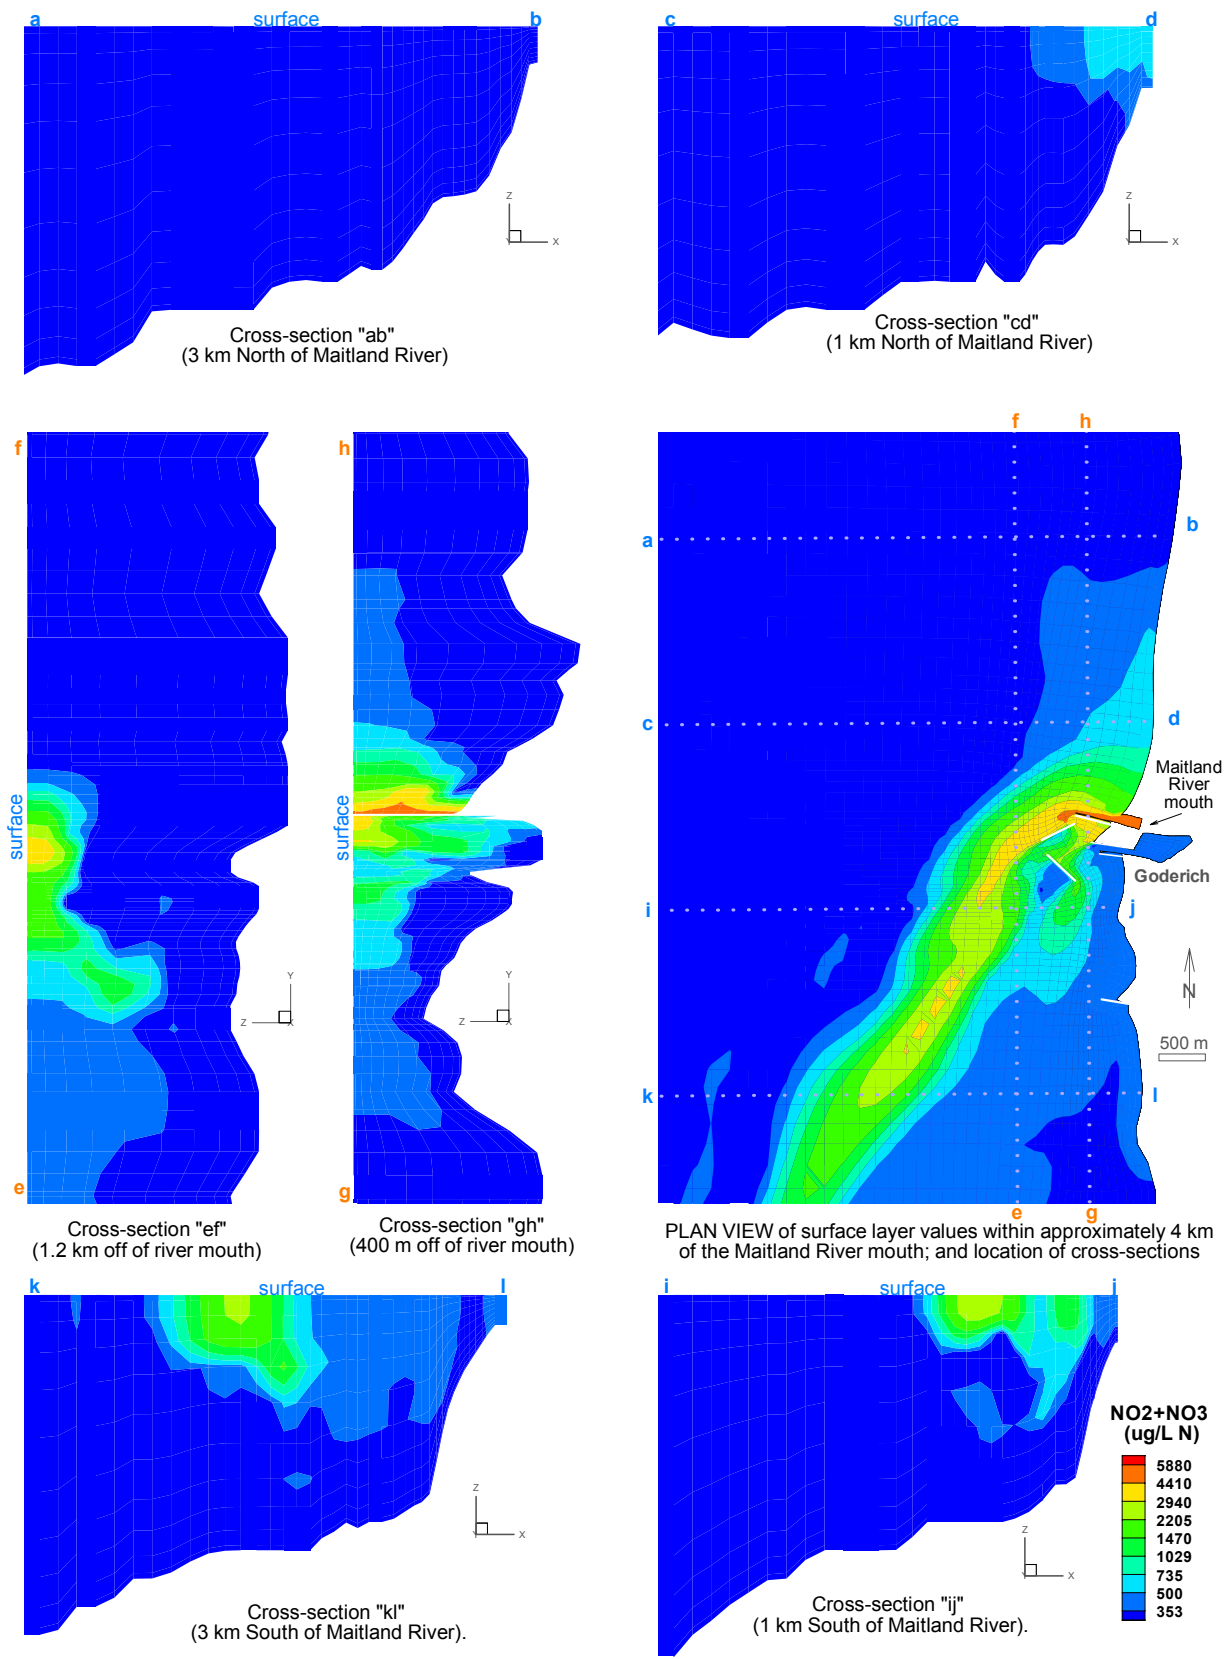 a
surface
b
Z
Y
X
Cross-section "ab"
(3 km North of Maitland River)
c
surface
d
Z
Y
X
Cross-section "cd"
(1 km North of Maitland River)
f
surface
e
Y
Z
X
Cross-section "ef"
(1.2 km off of river mouth)
h
surface
g
Y
Z
X
Cross-section "gh"
(400 m off of river mouth)
f
h
a
b
c
d
Maitland
River
mouth
Goderich
i
j
N
500 m
k
l
e
g
PLAN VIEW of surface layer values within approximately 4 km
of the Maitland River mouth; and location of cross-sections
k
surface
l
Z
Y
X
Cross-section "kl"
(3 km South of Maitland River).
i
surface
j
Z
Y
X
Cross-section "ij"
(1 km South of Maitland River).
NO2+NO3
(ug/L N)
5880
4410
2940
2205
1470
1029
735
500
353